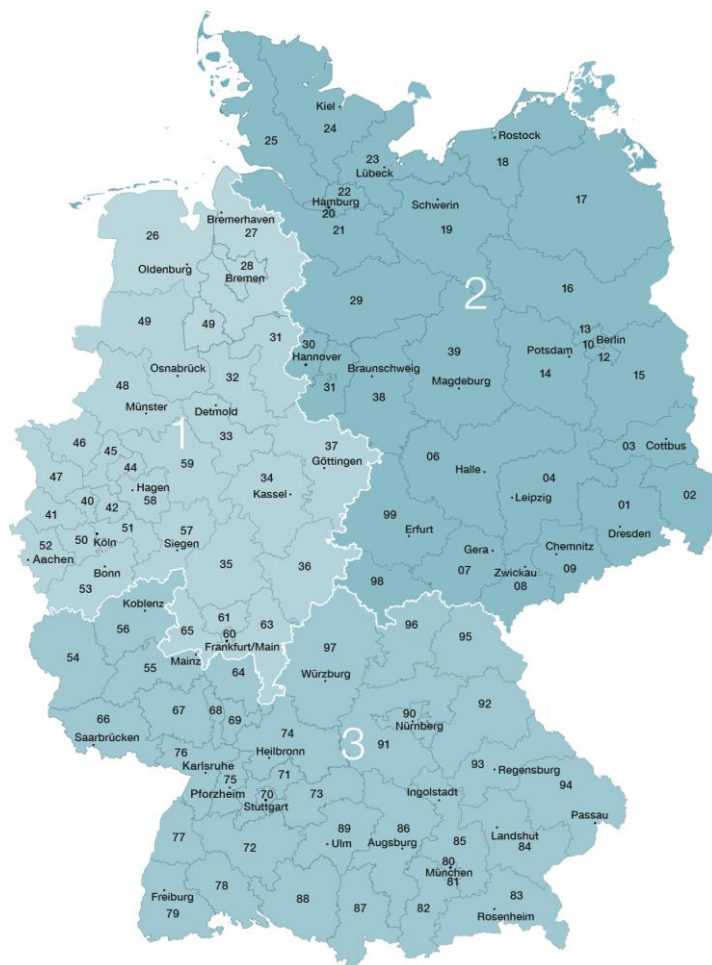 Kiel
24
25
Rostock
18
23
Lübeck
22
Hamburg
20
17
Schwerin
19
Bremerhaven
27
21
26
Oldenburg
28
Bremen
16
2
29
49
49
31
30
Hannover
13
Berlin
10
12
Potsdam
14
39
Osnabrück
32
Braunschweig
31
38
Magdeburg
15
48
Münster
Detmold
1
33
46
45
44
59
37
Göttingen
03
Cottbus
06
Halle
04
Leipzig
47
34
Kassel
Hagen
58
40
42
41
01
02
Dresden
99
Erfurt
51
50
Köln
52
Aachen
57
Siegen
Gera
07
Chemnitz
09
Zwickau
08
35
36
98
Bonn
53
Koblenz
56
61
63
65
60
Frankfurt/Main
Mainz
64
96
95
97
Würzburg
54
55
67
68
69
66
Saarbrücken
92
90
Nürnberg
91
74
3
Heilbronn
76
Karlsruhe
75
Pforzheim
71
70
Stuttgart
73
93
Regensburg
94
Ingolstadt
Passau
77
72
89
Ulm
86
Augsburg
85
Landshut
84
80
München
81
Freiburg
79
78
88
87
82
83
Rosenheim